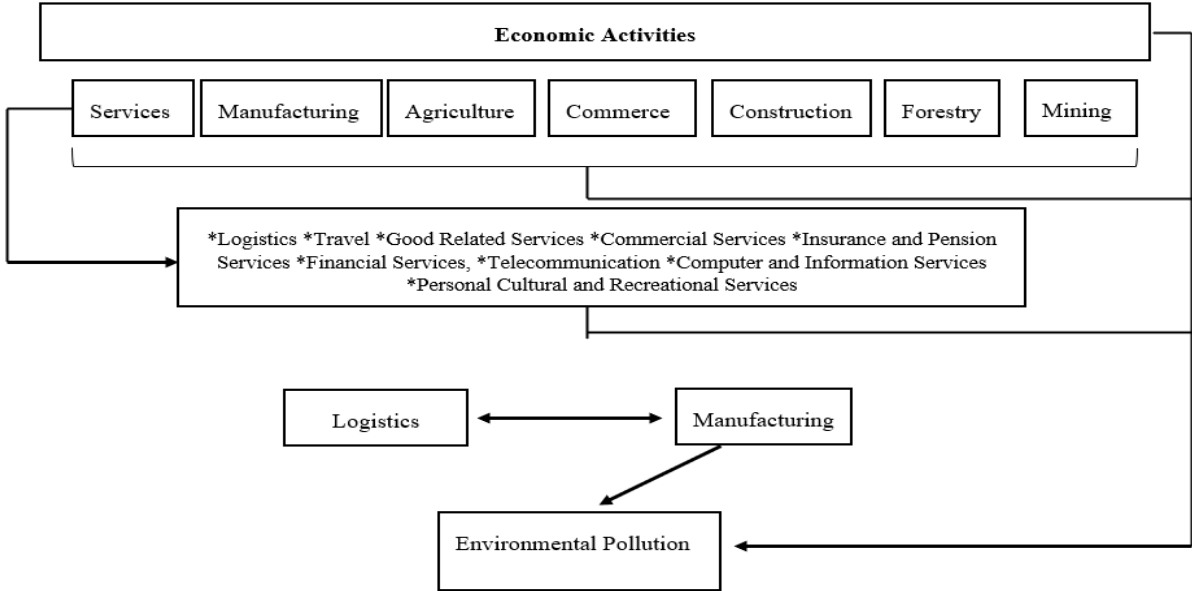 Economic Activities
Services Manufacturing Agriculture Commerce Construction Forestry Mining
*Logistics *Travel *Good Related Services *Commercial Services *Insurance and Pension
Services *Financial Services, *Telecommunication *Computer and Information Services
*Personal Cultural and Recreational Services
Logistics Manufacturing
Environmental Pollution